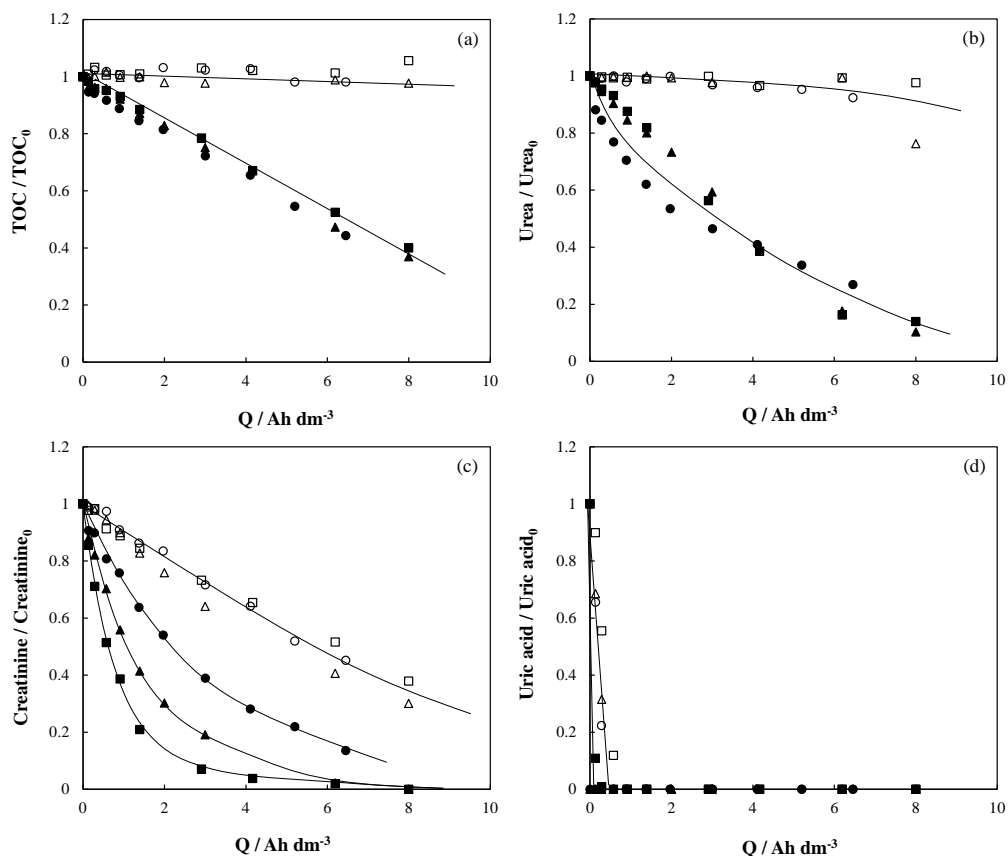 1.2
1
0.8
0.6
0.4
0.2
0
TOC / TOC0
(a)
0 2 4 6 8 10
Q / Ah dm-3
1.2
1
0.8
0.6
0.4
0.2
0
Urea / Urea0
(b)
0 2 4 6 8 10
Q / Ah dm-3
1.2
1
0.8
0.6
0.4
0.2
0
Creatinine / Creatinine0
(c)
0 2 4 6 8 10
Q / Ah dm-3
1.2
1
0.8
0.6
0.4
0.2
0
Uric acid / Uric acid0
(d)
0 2 4 6 8 10
Q / Ah dm-3